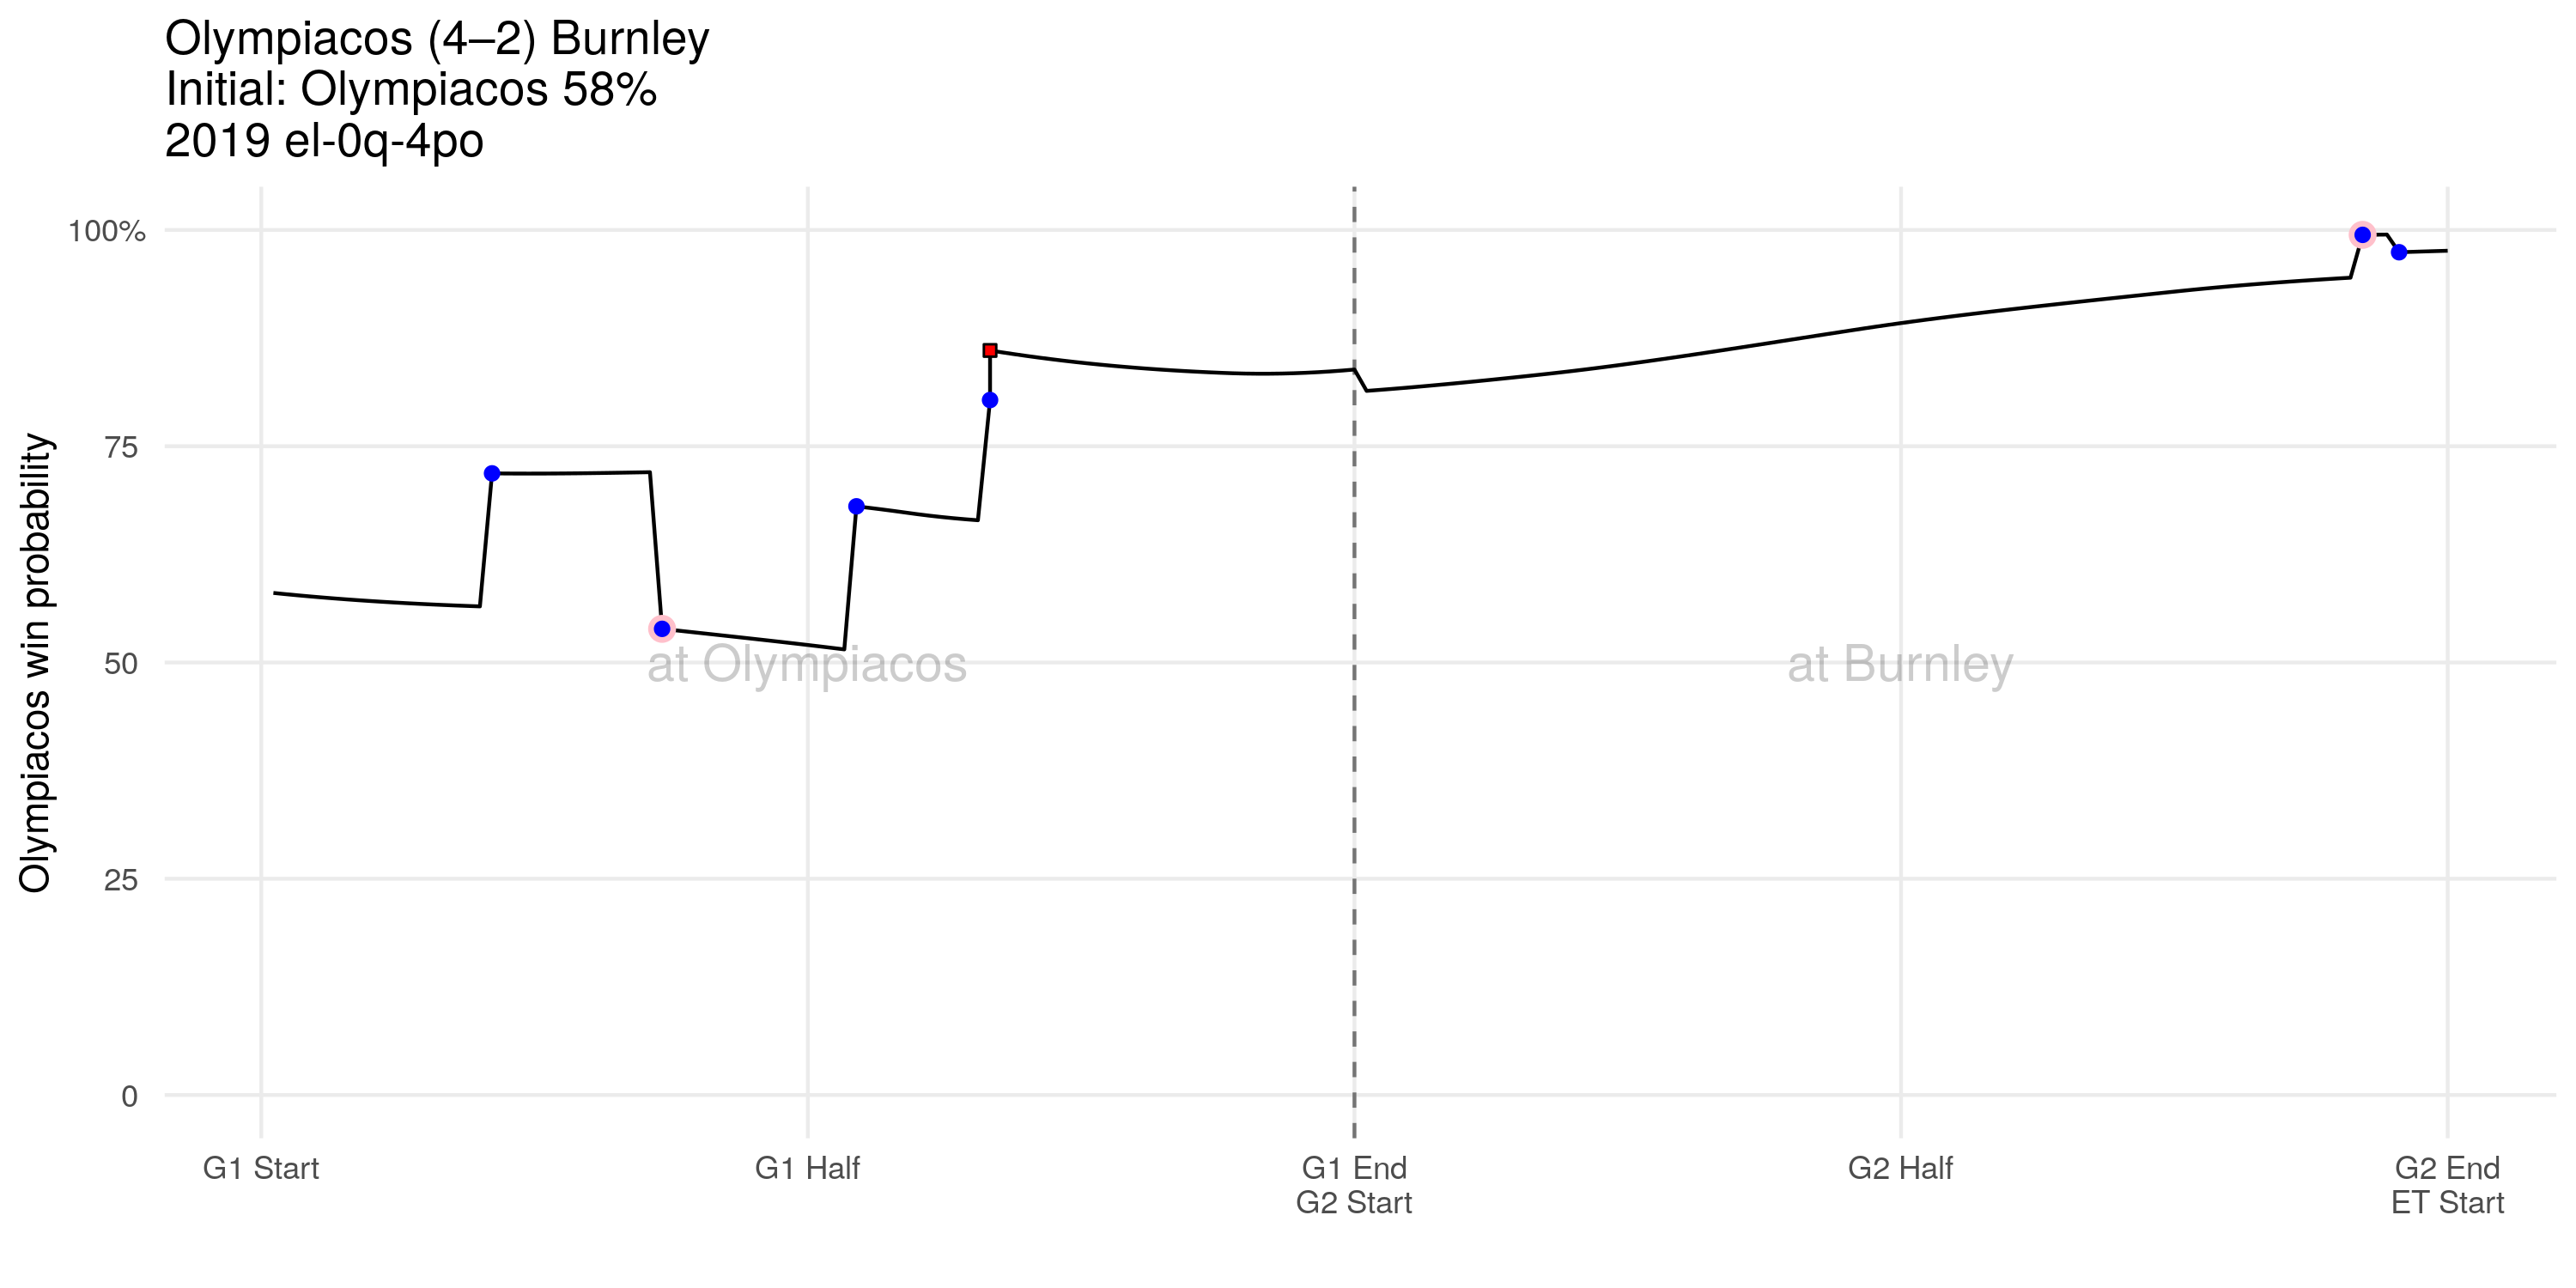 Olympiacos (4–2) Burnley
Initial: Olympiacos 58%
2019 el-0q-4po
Olympiacos win probability
100%
75
50
25
0
at Olympiacos
at Burnley
G1 Start
G1 Half
G1 End
G2 Start
G2 Half
G2 End
ET Start